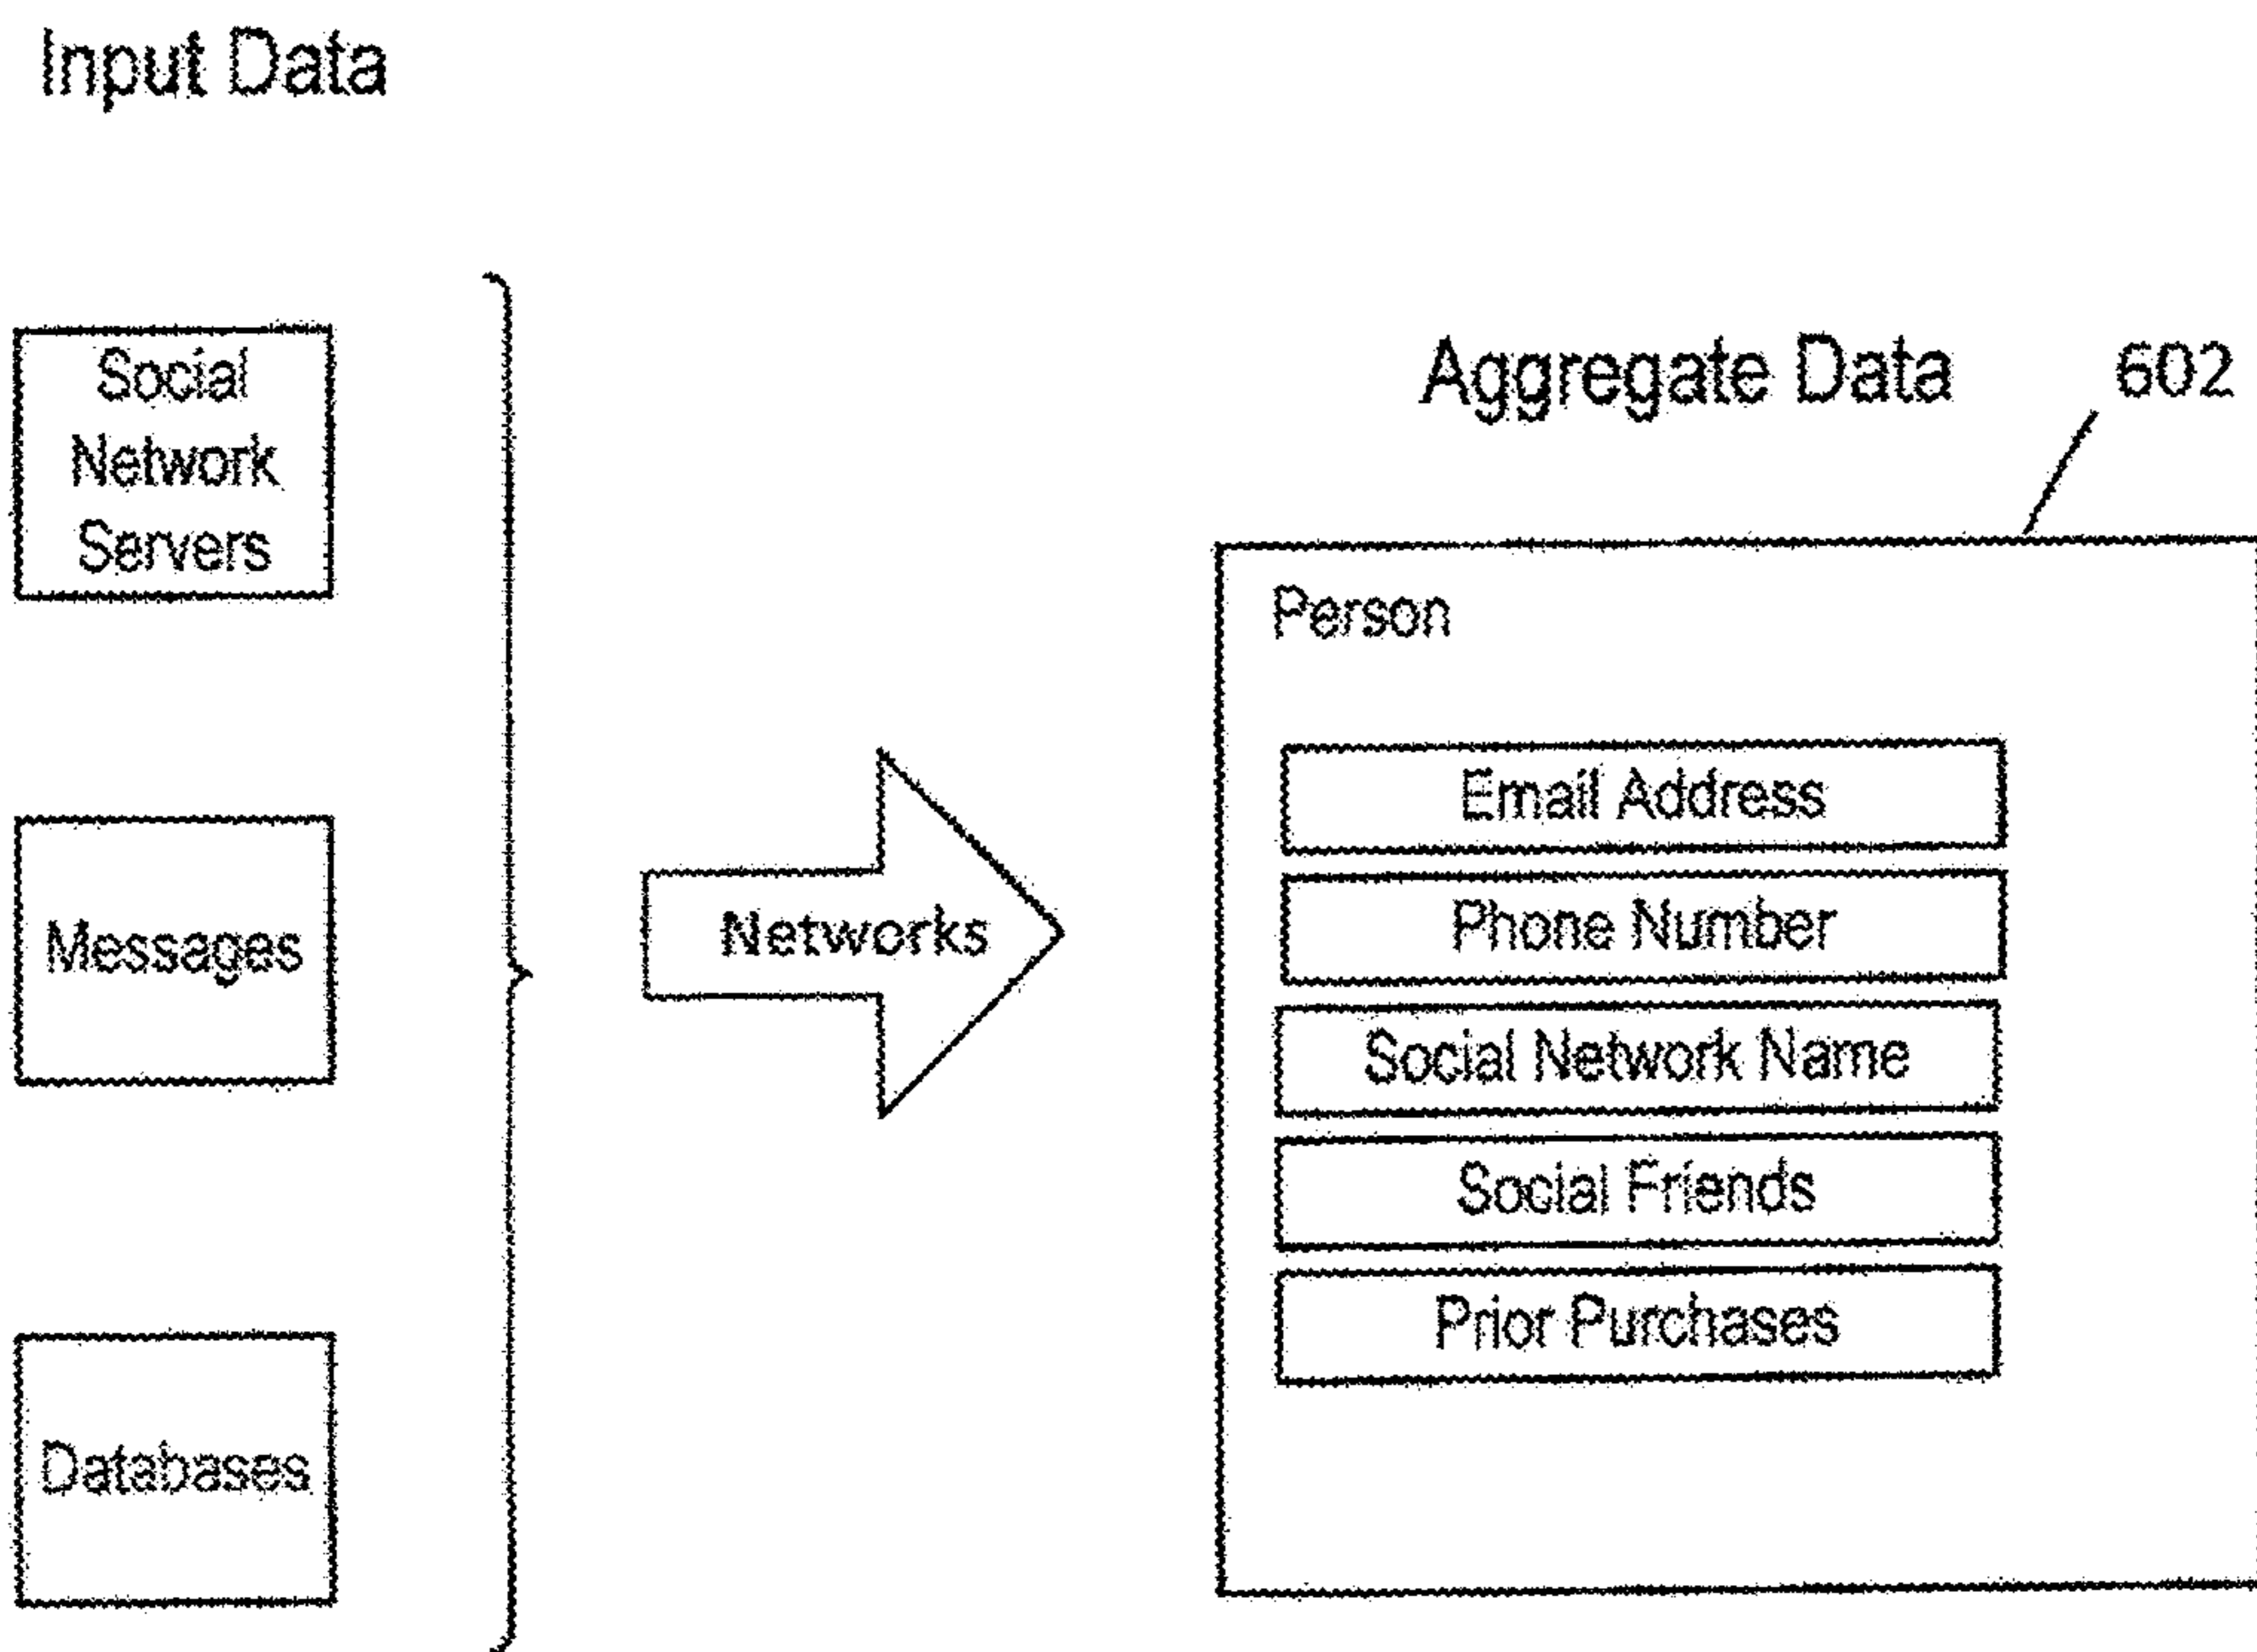 Input Data
Social
Network
Servers
Messages
Databases
Networks
Aggregate Data
602
Person
Email Address
Phone Number
Social Network Name
Social Friends
Prior Purchases